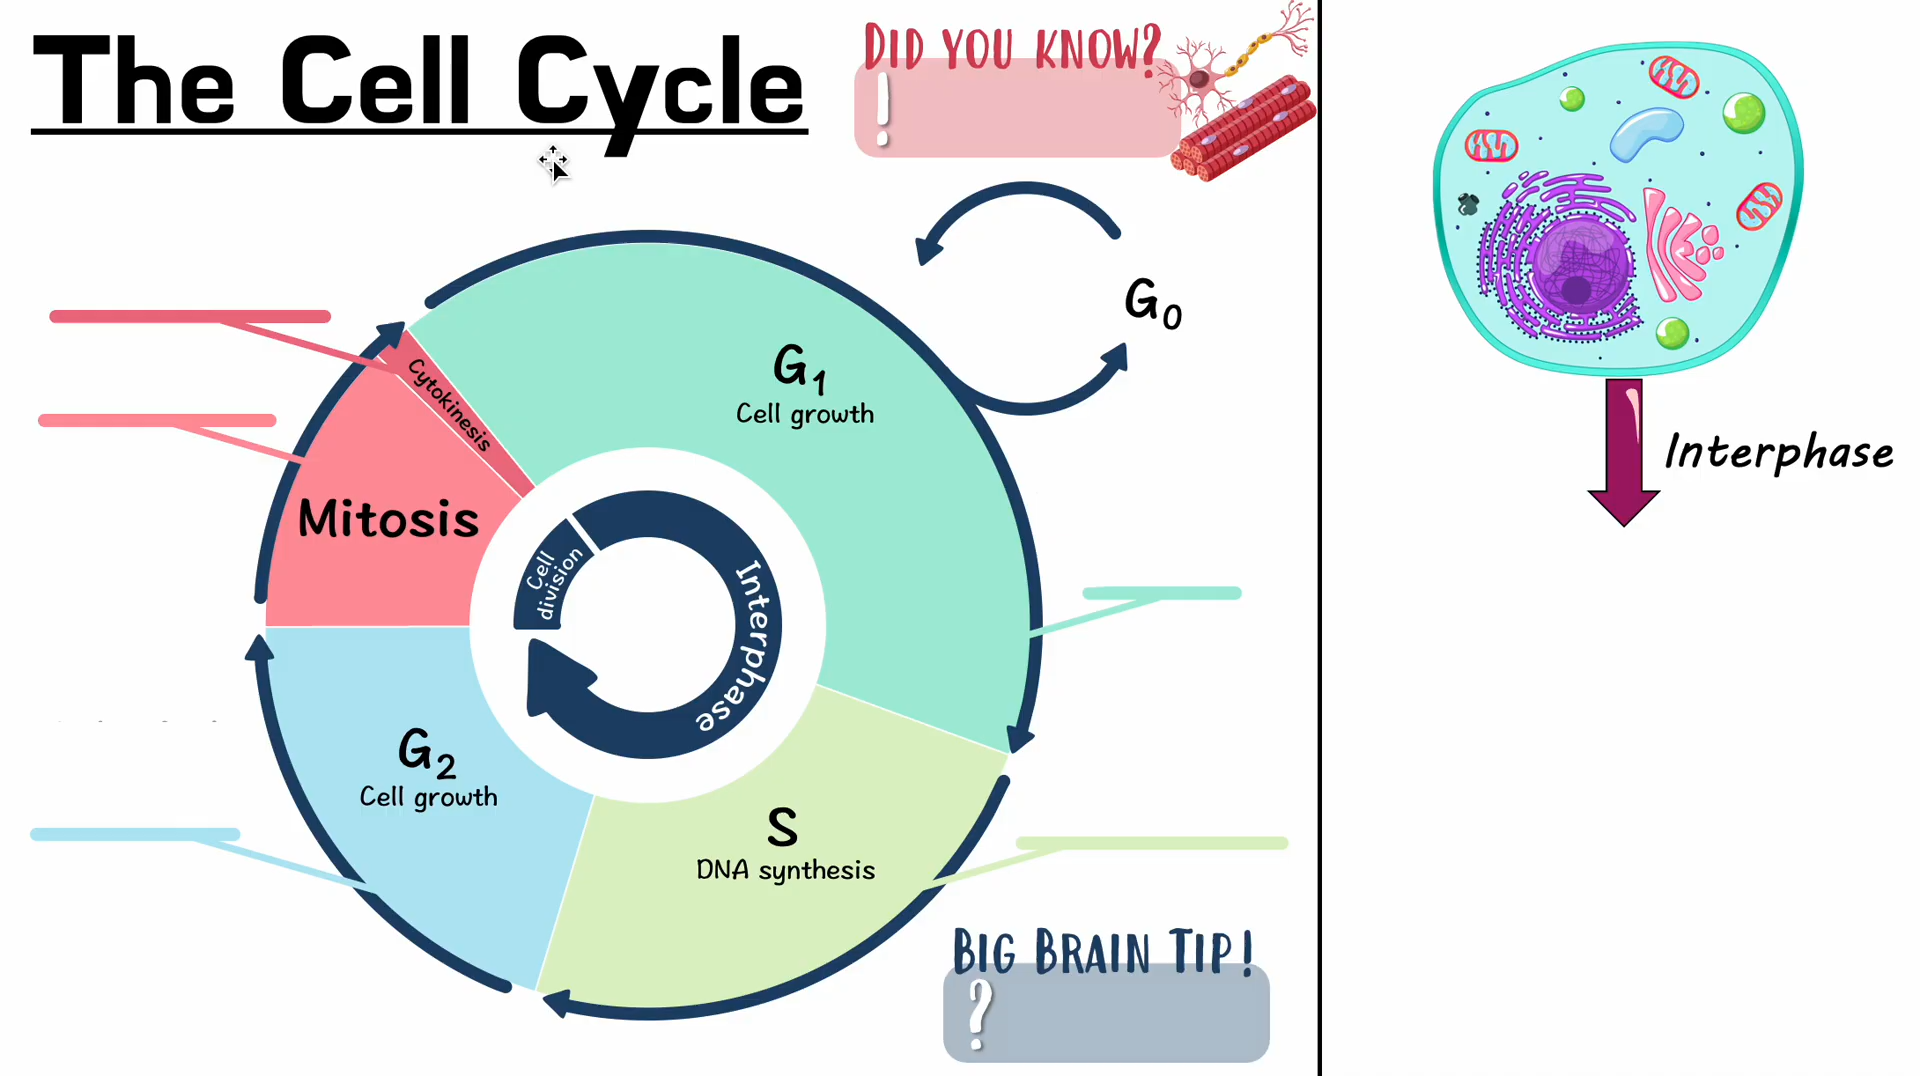 The Cell Cycle
DID YOU KNOW?
!
G0
G1
Cell growth
Cytokinesis
Mitosis
Cell
division
Interphase
G2
Cell growth
S
DNA synthesis
BIG BRAIN TIP!
?
Interphase